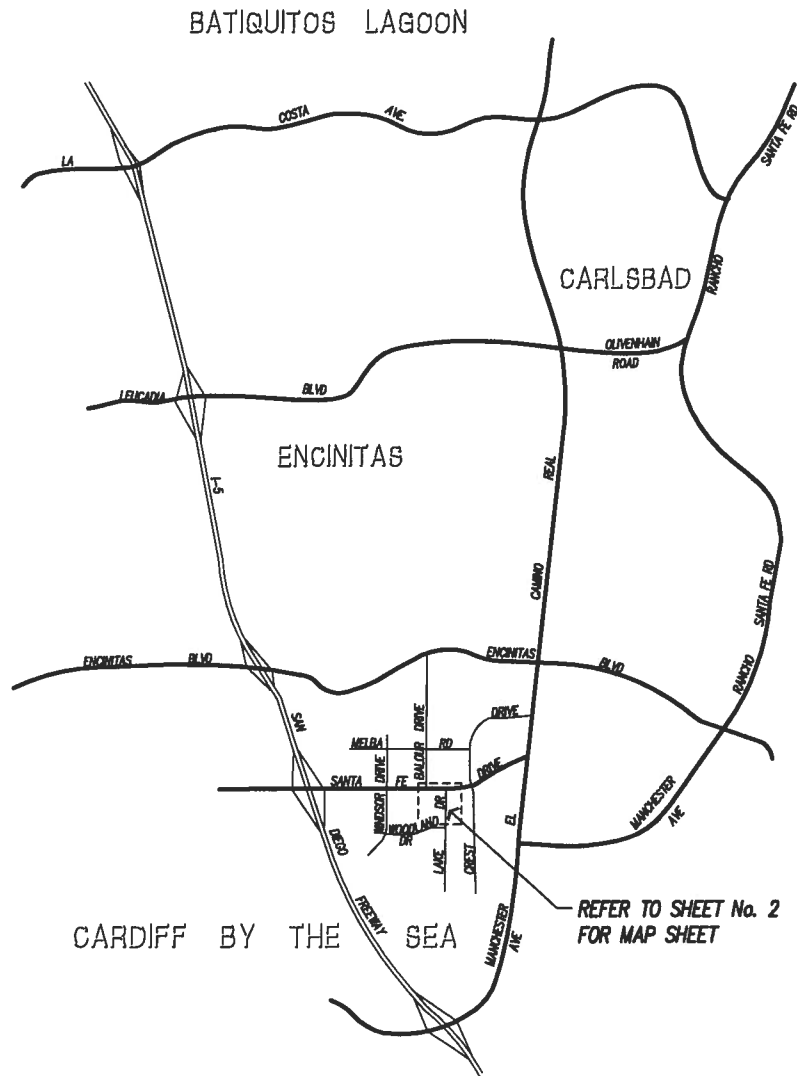 BATIQUITOS LAGOON
LA COSTA AVE
SANTA FE RD
RANCHO
CARLSBAD
OLIVENHAIN
ROAD
LEUCADIA BLVD
ENCINITAS
REAL
I-5
CAMINO
SANTA FE RD
RANCHO
ENCINITAS BLVD
ENCINITAS BLVD
SAN
DRIVE
BALOUR DRIVE
MELBA RD
WINDSOR DRIVE
SANTA FE DRIVE
DIEGO
WOODLAND
DR
LAKE DR
CREST
EL
MANCHESTER
AVE
FREEWAY
MANCHESTER
AVE
CARDIFF BY THE SEA
REFER TO SHEET No. 2
FOR MAP SHEET